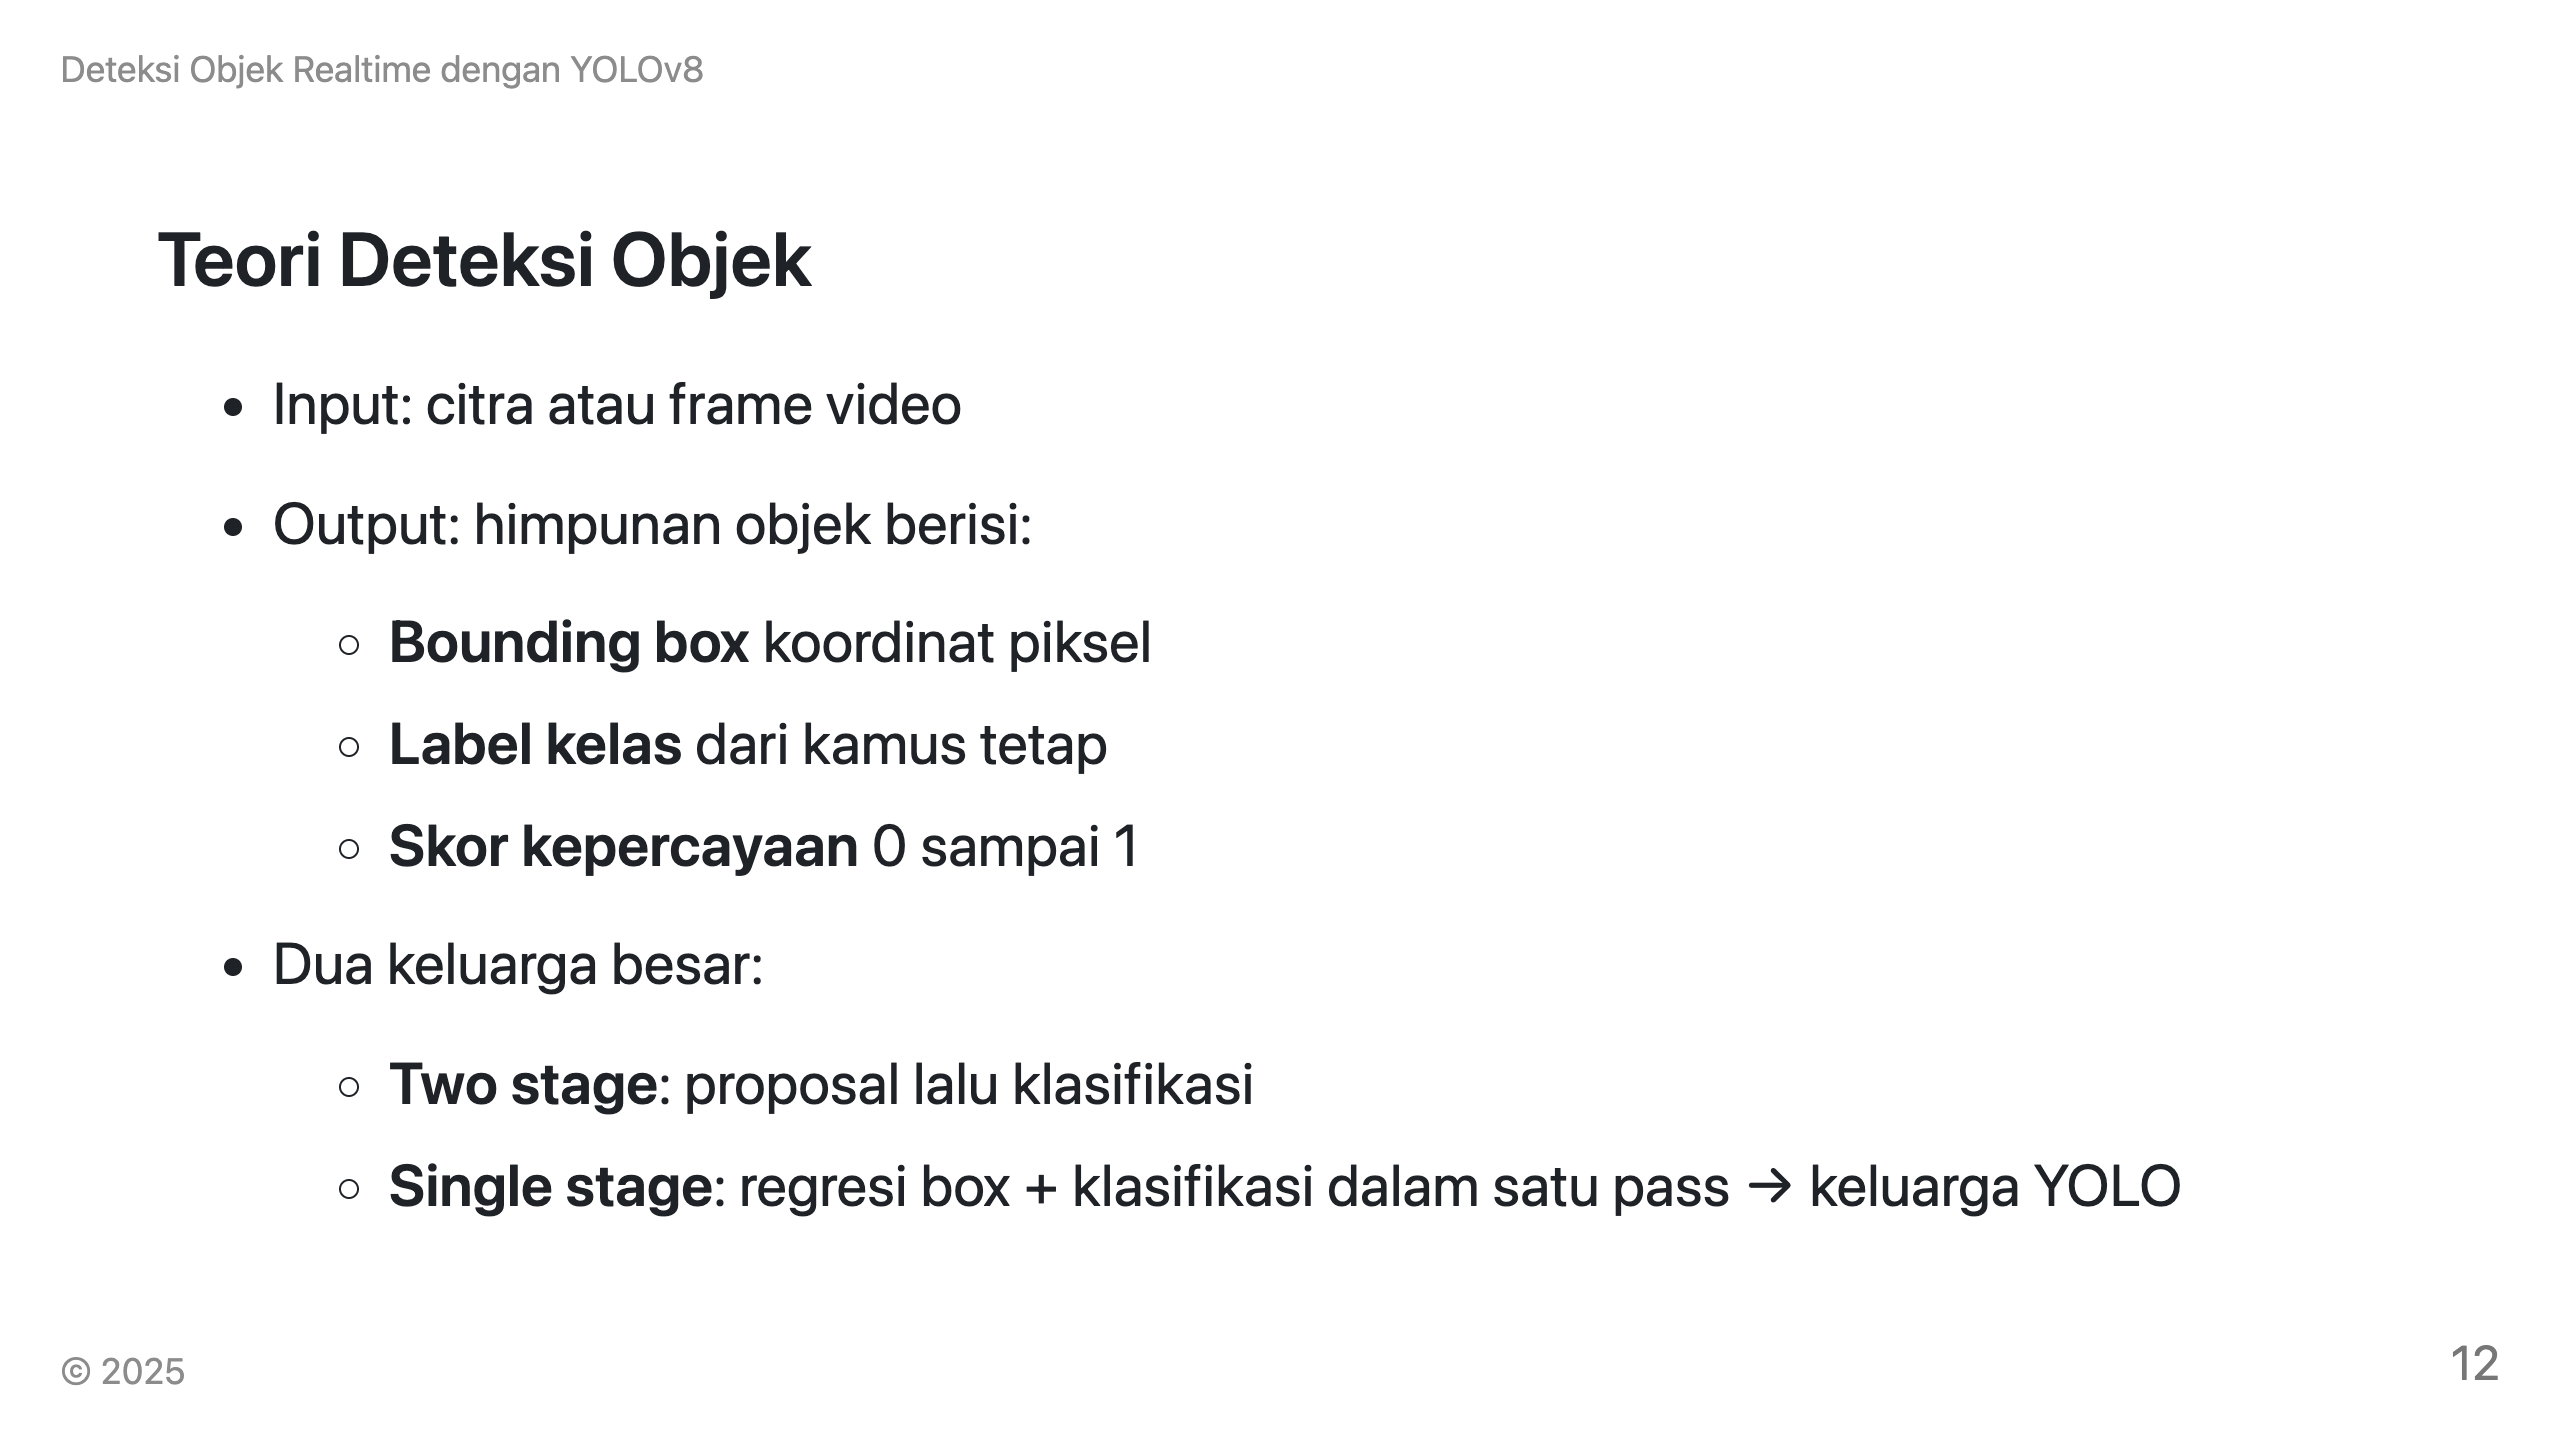 Deteksi Objek Realtime dengan YOLOv8
Teori Deteksi Objek
• Input: citra atau frame video
• Output: himpunan objek berisi:
○ Bounding box koordinat piksel
○ Label kelas dari kamus tetap
○ Skor kepercayaan 0 sampai 1
• Dua keluarga besar:
○ Two stage: proposal lalu klasifikasi
○ Single stage: regresi box + klasifikasi dalam satu pass → keluarga YOLO
© 2025
12